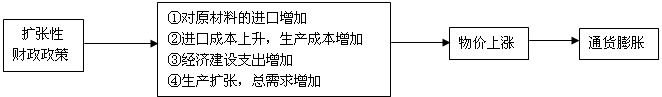 扩张性
财政政策
①对原材料的进口增加
②进口成本上升，生产成本增加
③经济建设支出增加
④生产扩张，总需求增加
物价上涨
通货膨胀